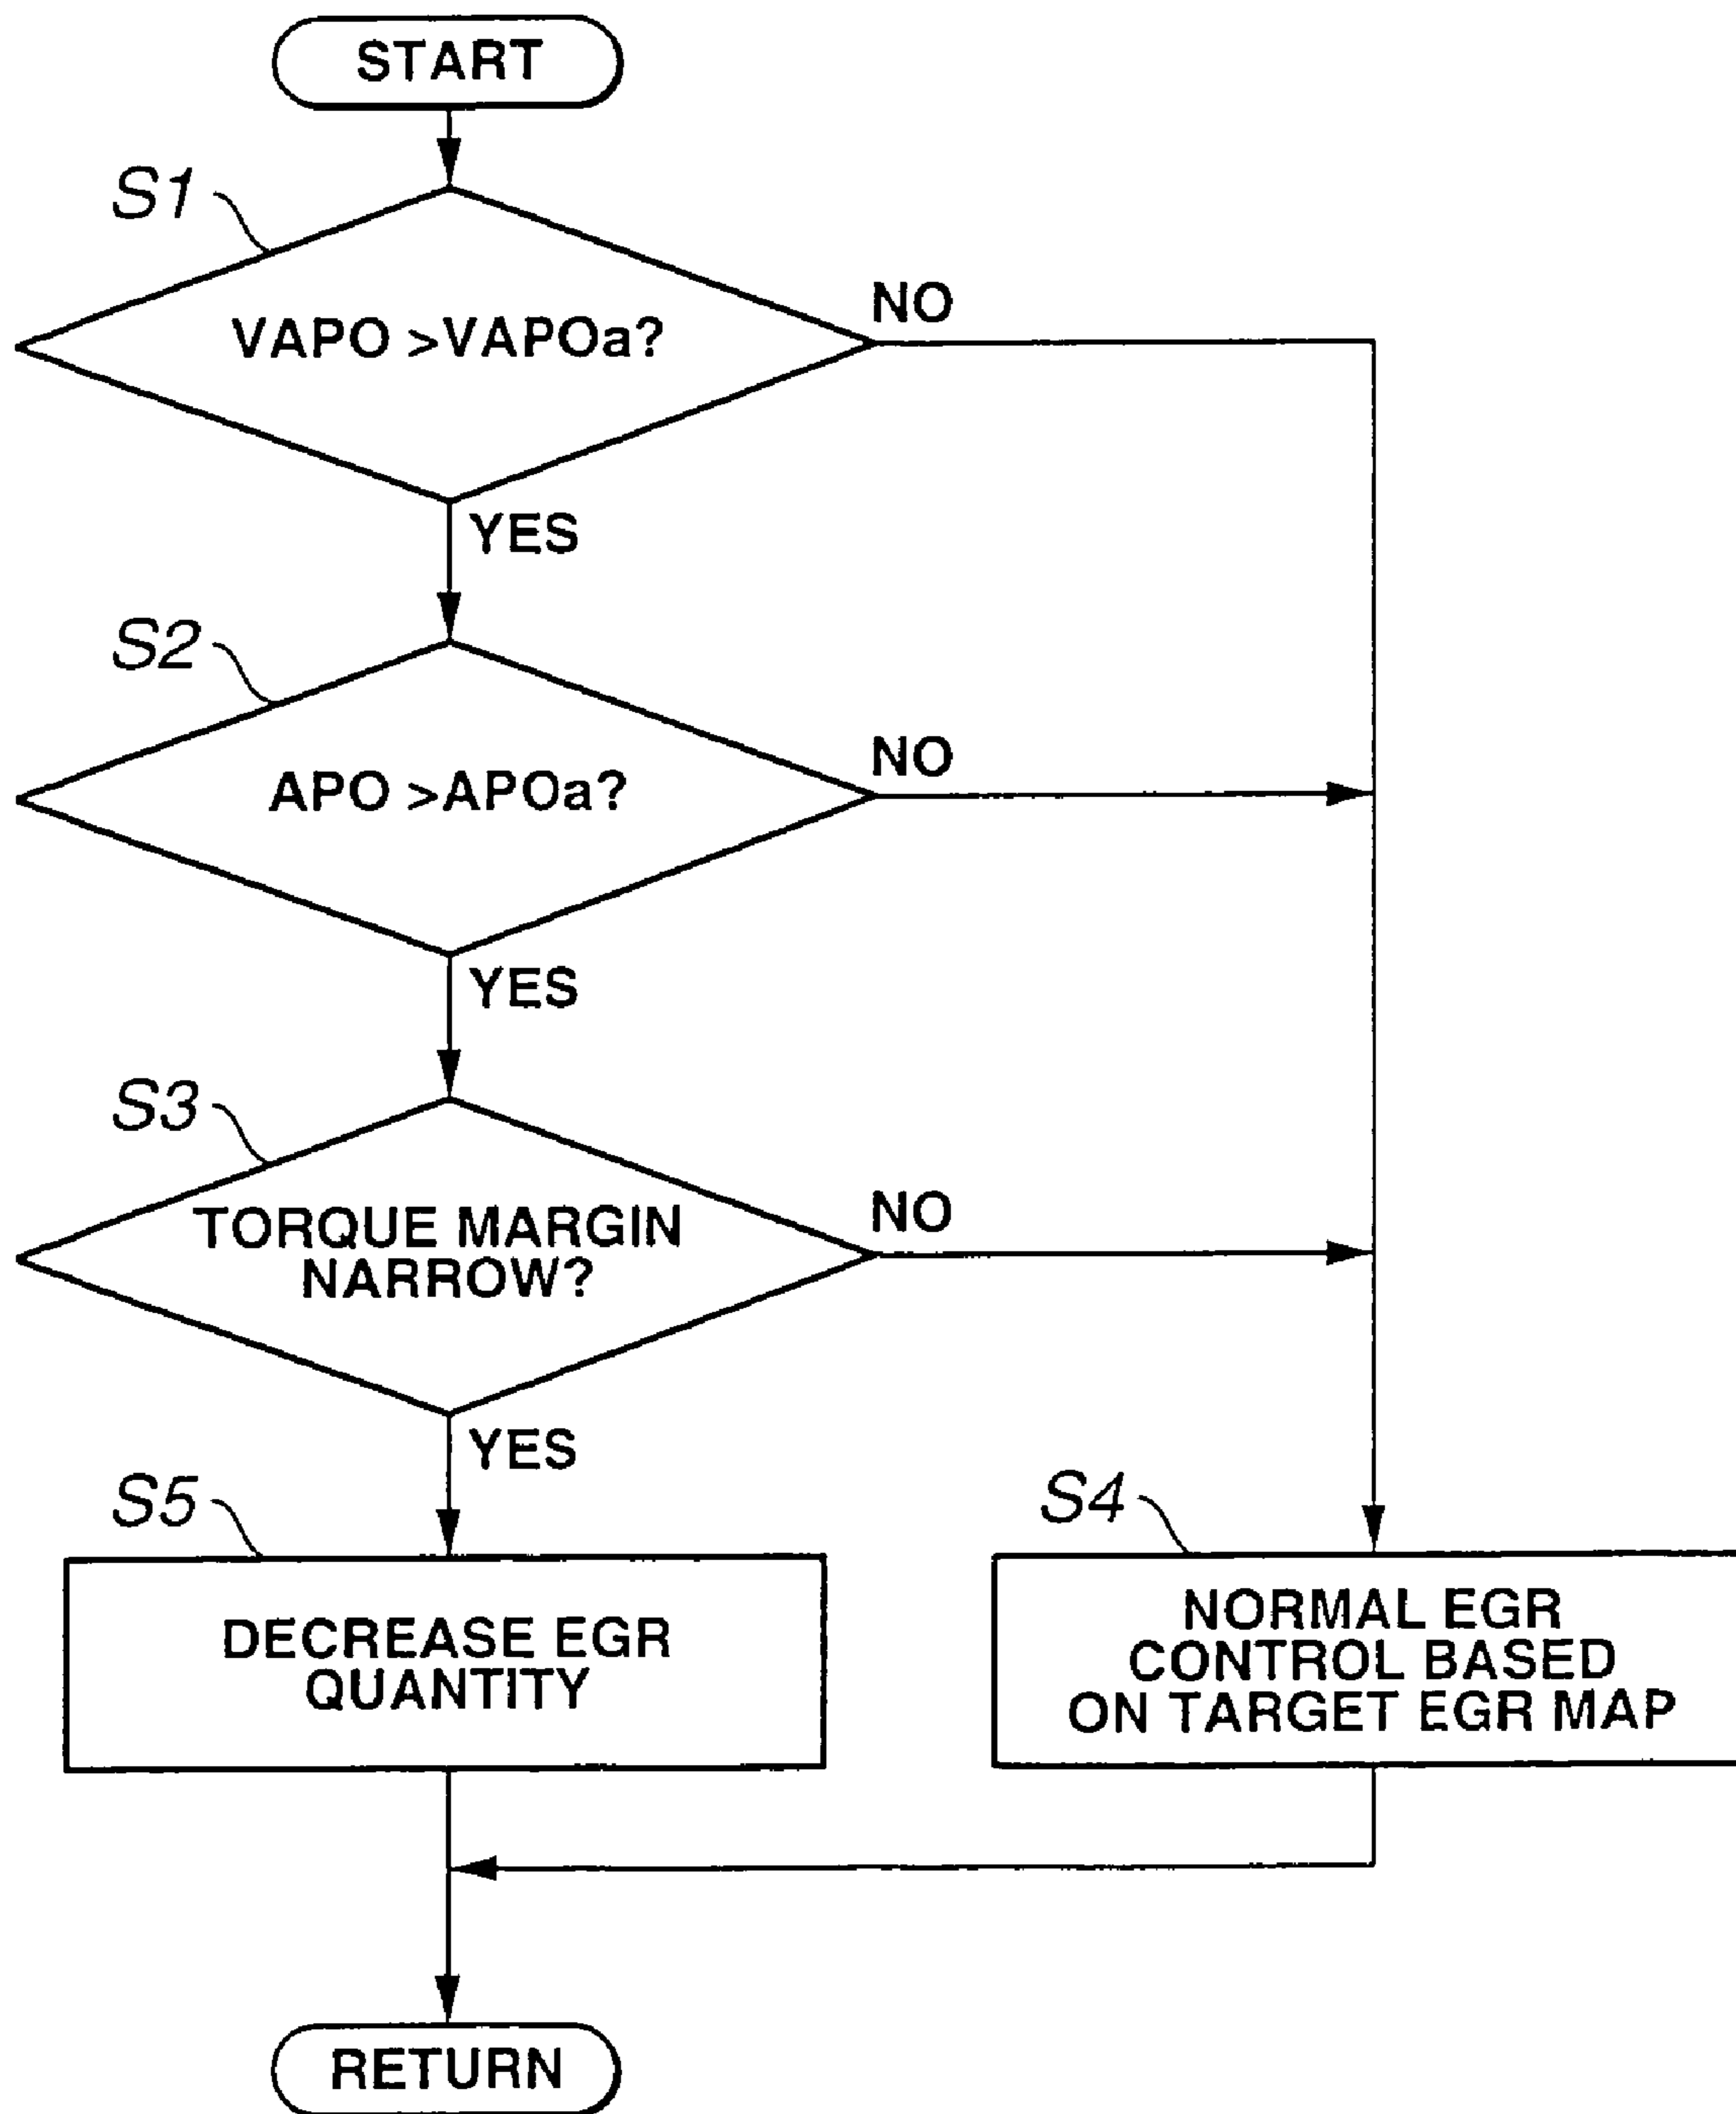 START
S1
VAPO >VAPOa?
NO
YES
S2
APO >APOa?
NO
YES
S3
TORQUE MARGIN
NARROW?
NO
YES
S5
DECREASE EGR
QUANTITY
S4
NORMAL EGR
CONTROL BASED
ON TARGET EGR MAP
RETURN